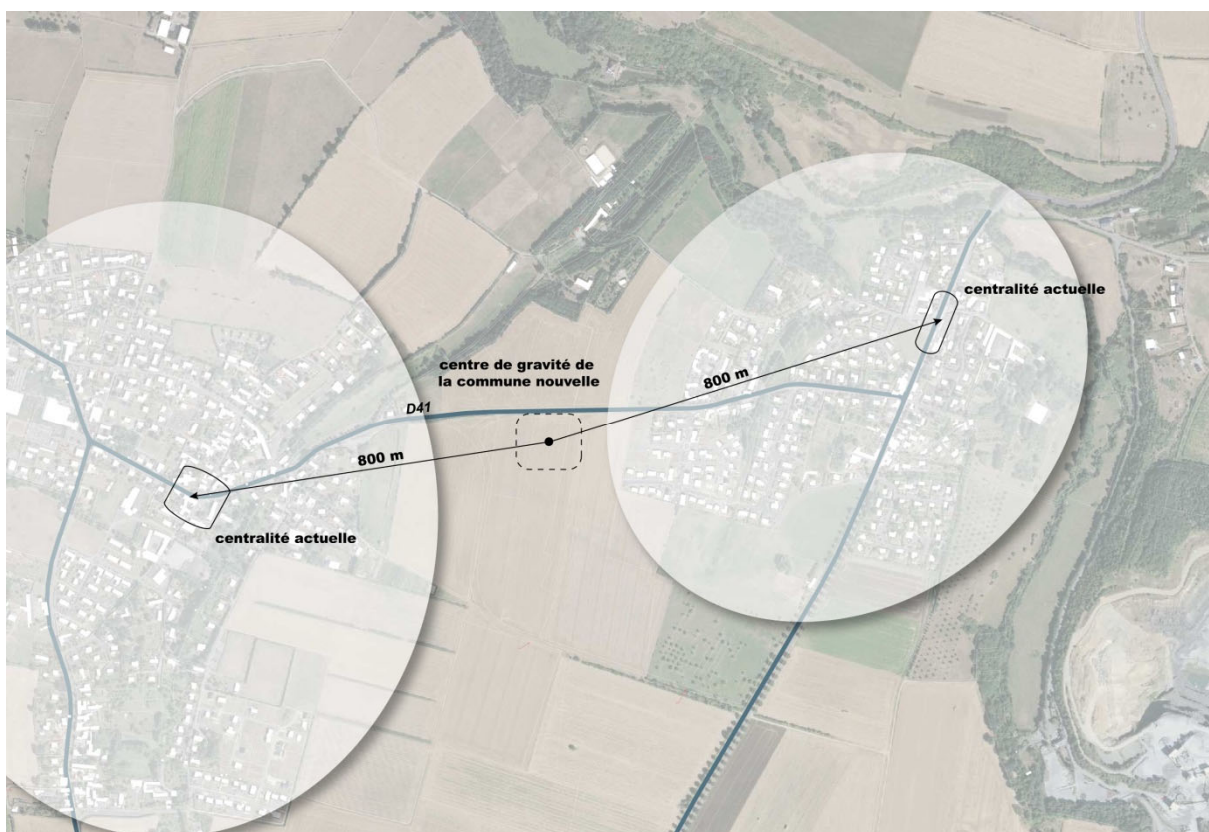 centralité actuelle
centre de gravité de
la commune nouvelle
800 m
D41
800 m
centralité actuelle